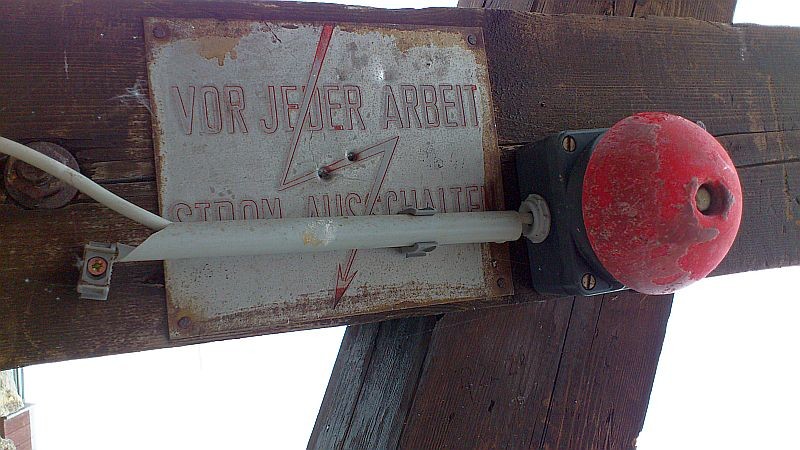 VOR JEDER ARBEIT
STROM AUSSCHALTEN